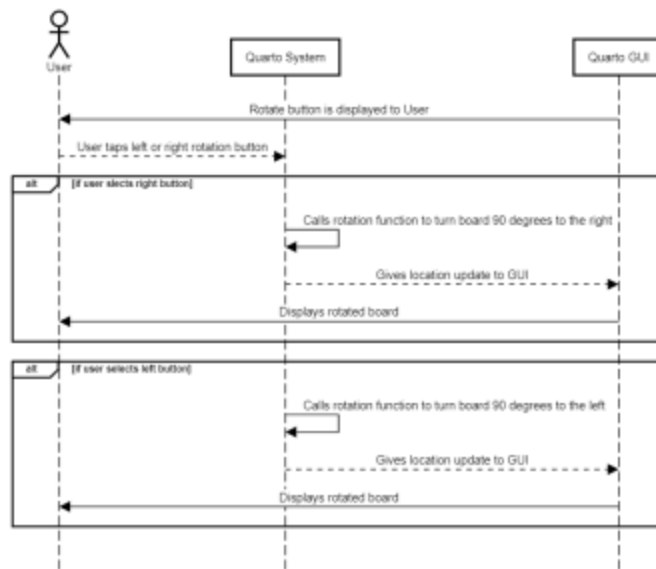 User
Quarto System
Quarto GUI
Rotate button is displayed to User
User taps left or right rotation button
alt
[if user slects right button]
Calls rotation function to turn board 90 degrees to the right
Gives location update to GUI
Displays rotated board
alt
[if user selects left button]
Calls rotation function to turn board 90 degrees to the left
Gives location update to GUI
Displays rotated board